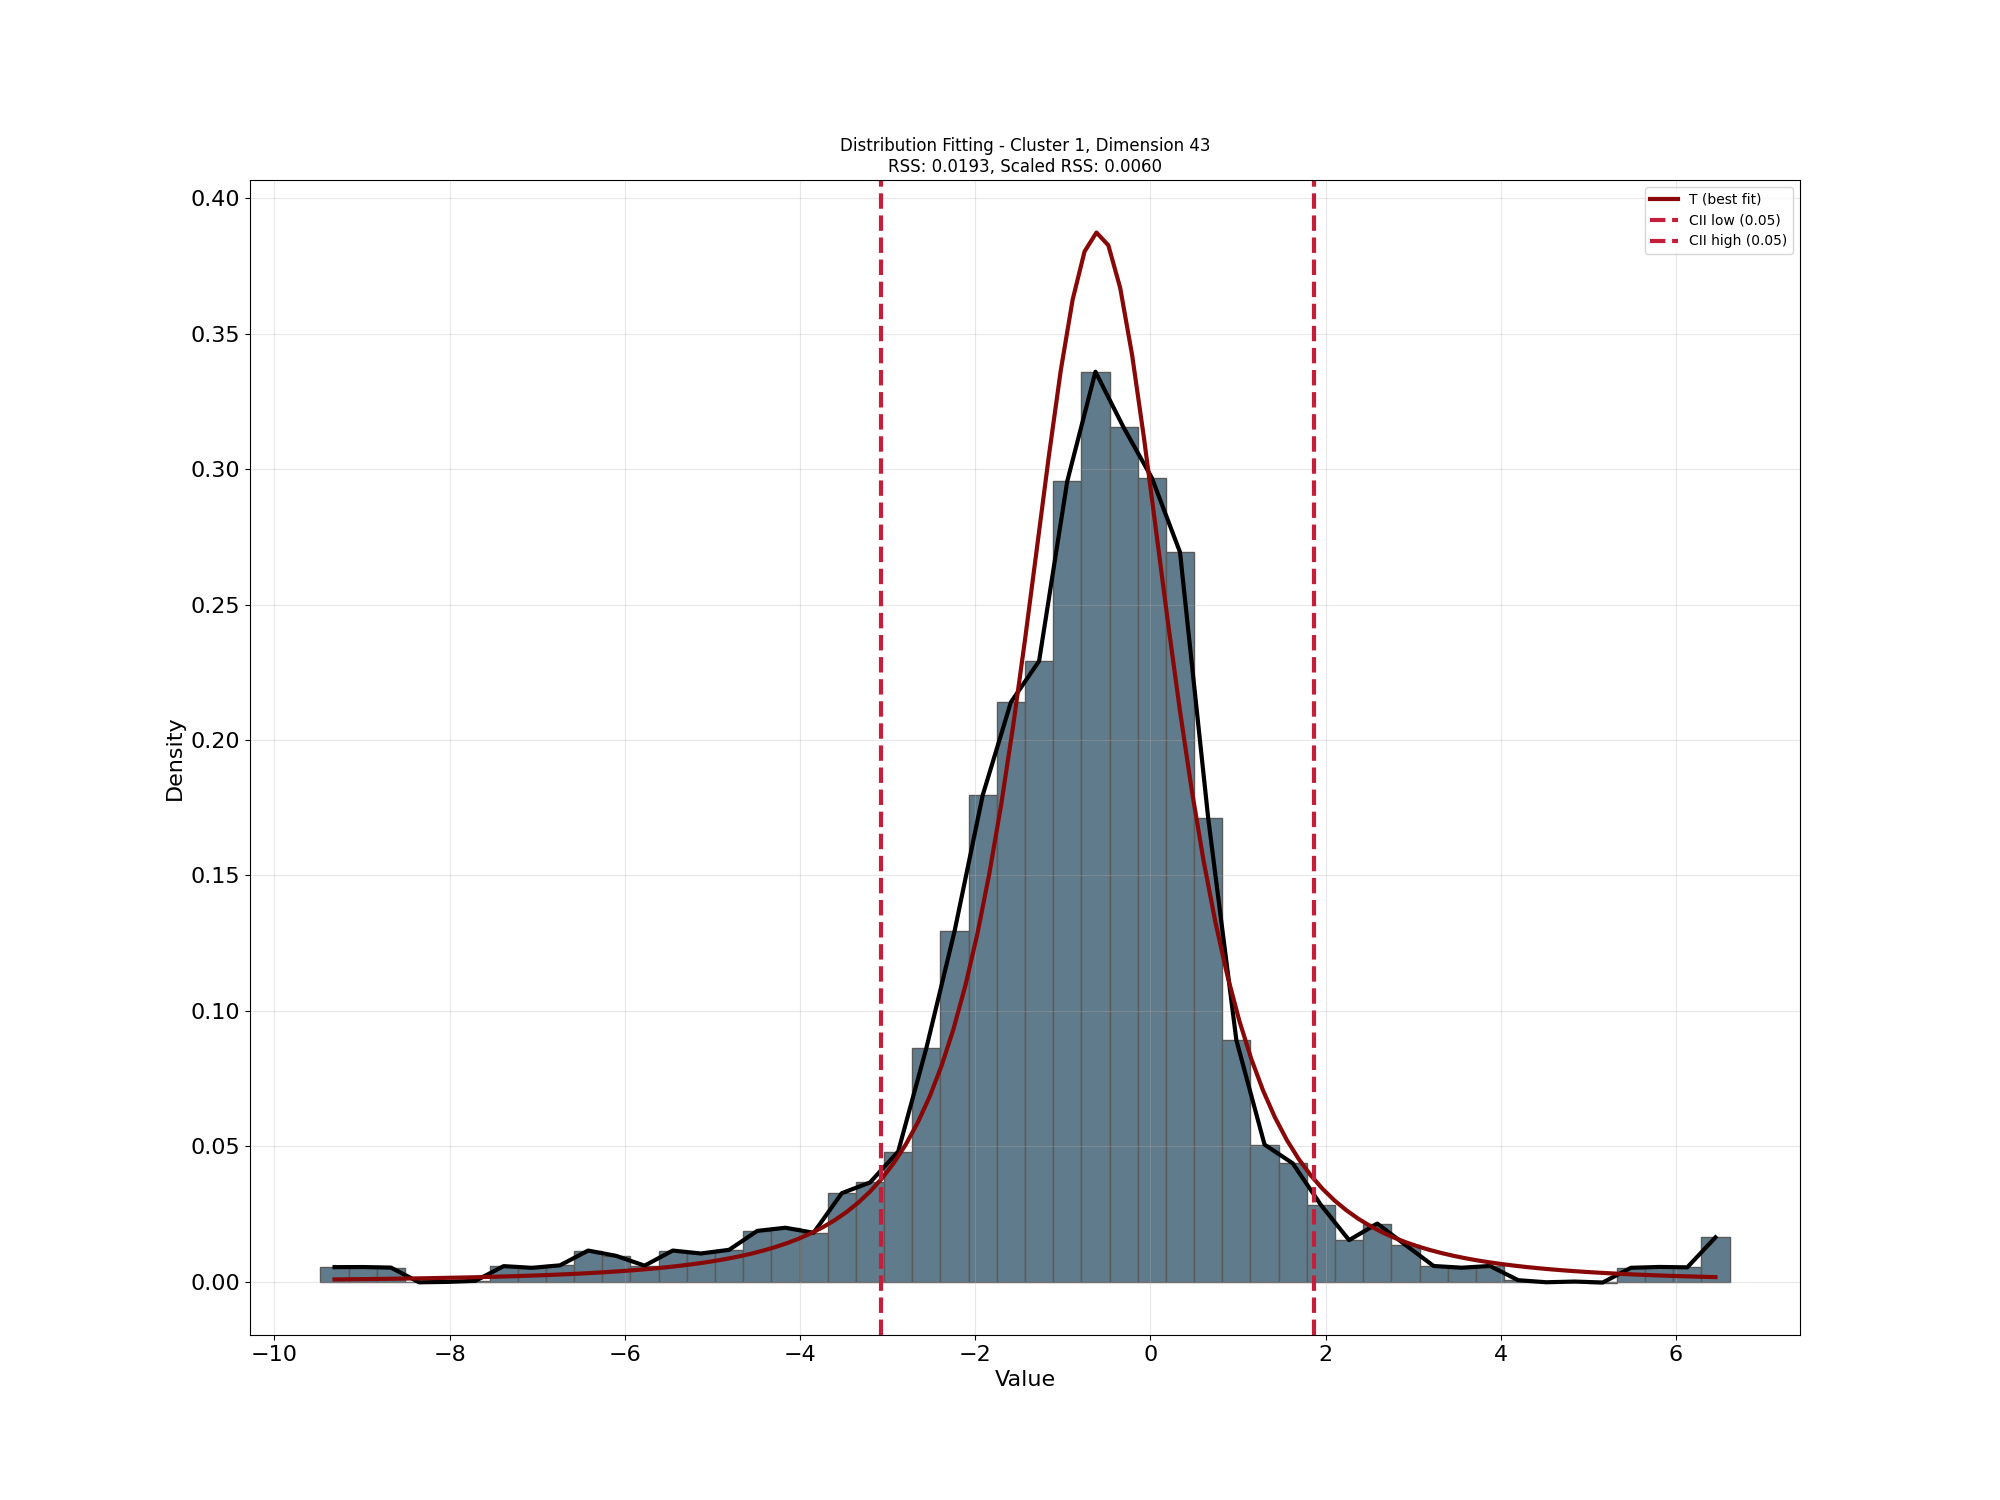 Distribution Fitting - Cluster 1, Dimension 43
RSS: 0.0193, Scaled RSS: 0.0060
T (best fit)
CII low (0.05)
CII high (0.05)
0.40
0.35
0.30
0.25
0.20
0.15
0.10
0.05
0.00
Density
−10 −8 −6 −4 −2 0 2 4 6
Value